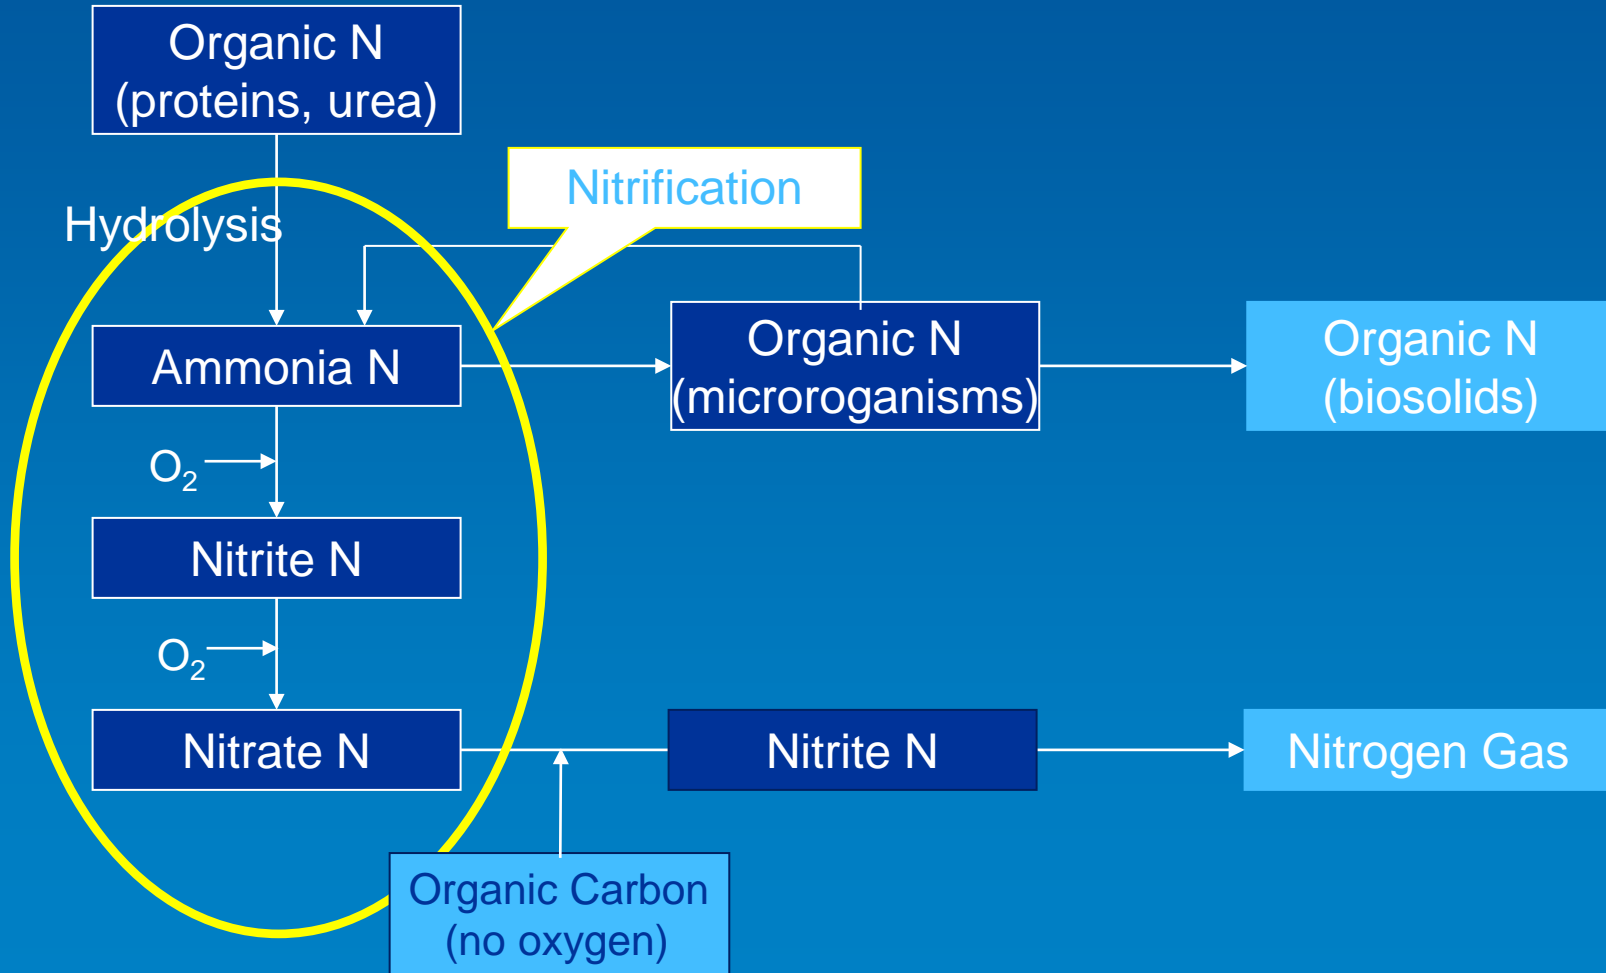 Organic N
(proteins, urea)
Nitrification
Hydrolysis
Ammonia N
Organic N
(microroganisms)
Organic N
(biosolids)
O₂
Nitrite N
O₂
Nitrate N
Nitrite N
Nitrogen Gas
Organic Carbon
(no oxygen)